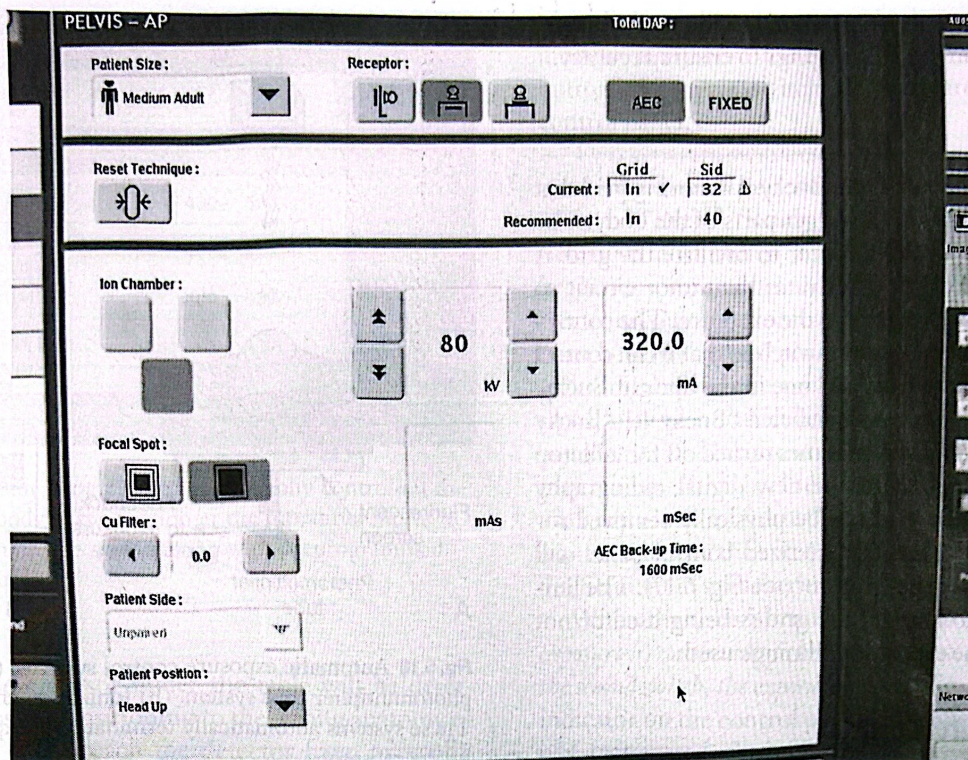 PELVIS – AP
Total DAP :
Patient Size :
Receptor :
Medium Adult
AEC
FIXED
Reset Technique :
Grid
Sid
Current :
In
32
Recommended :
In
40
Ion Chamber :
80
kV
320.0
mA
Focal Spot :
mAs
mSec
Cu Filter :
0.0
AEC Back-up Time :
1600 mSec
Patient Side :
Unpaired
Patient Position :
Head Up